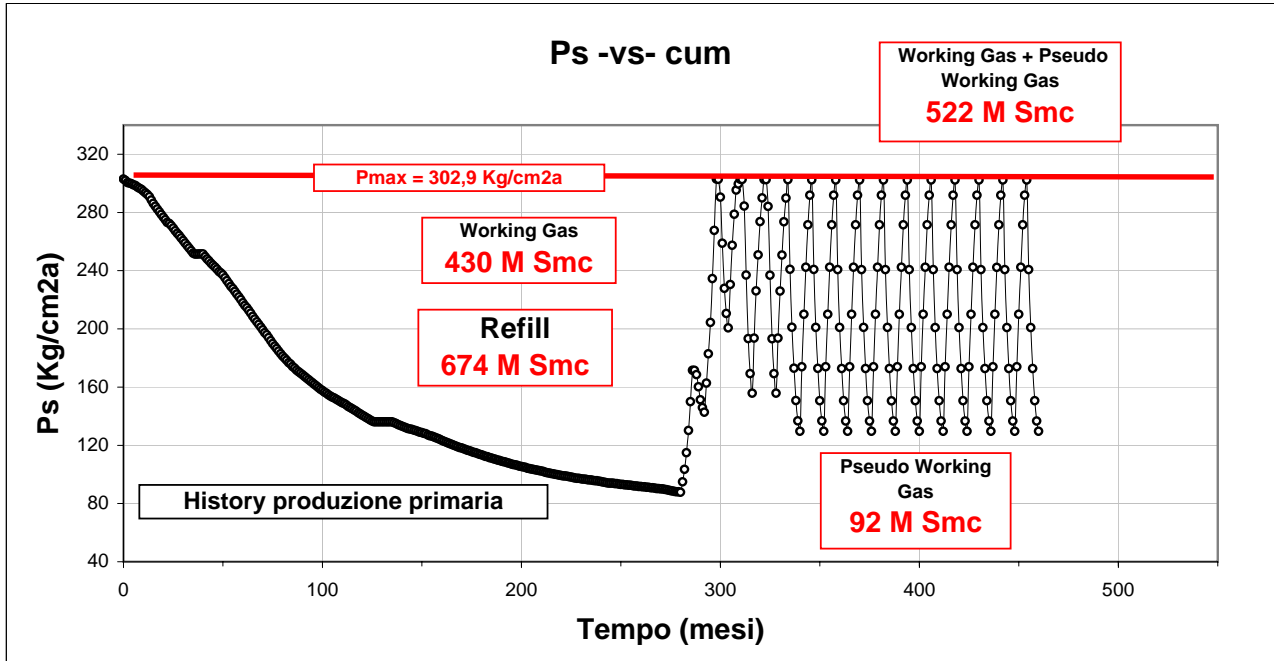 Ps -vs- cum
Working Gas + Pseudo
Working Gas
522 M Smc
Pmax = 302,9 Kg/cm2a
Working Gas
430 M Smc
Refill
674 M Smc
Pseudo Working
Gas
92 M Smc
History produzione primaria
Ps (Kg/cm2a)
320
280
240
200
160
120
80
40
0
100
200
300
400
500
Tempo (mesi)